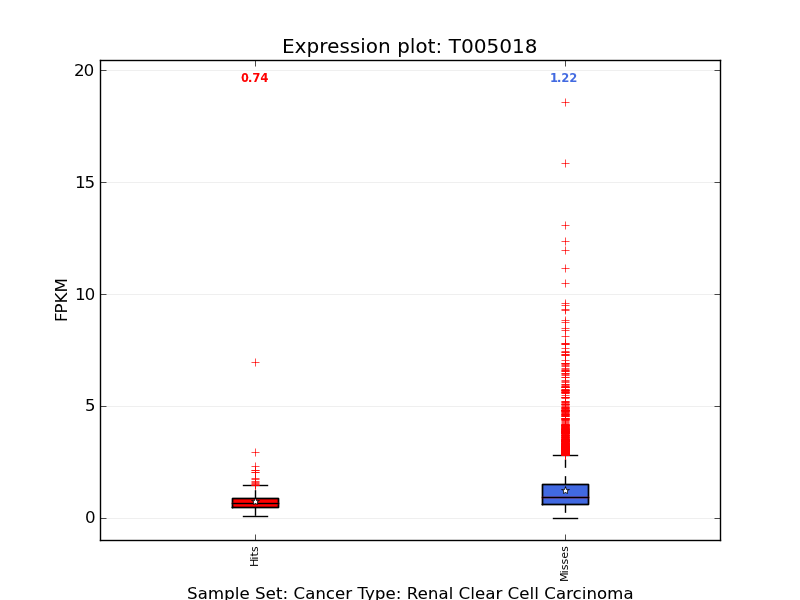 Expression plot: T005018
0.74
1.22
20
15
10
5
0
FPKM
Hits
Misses
Sample Set: Cancer Type: Renal Clear Cell Carcinoma